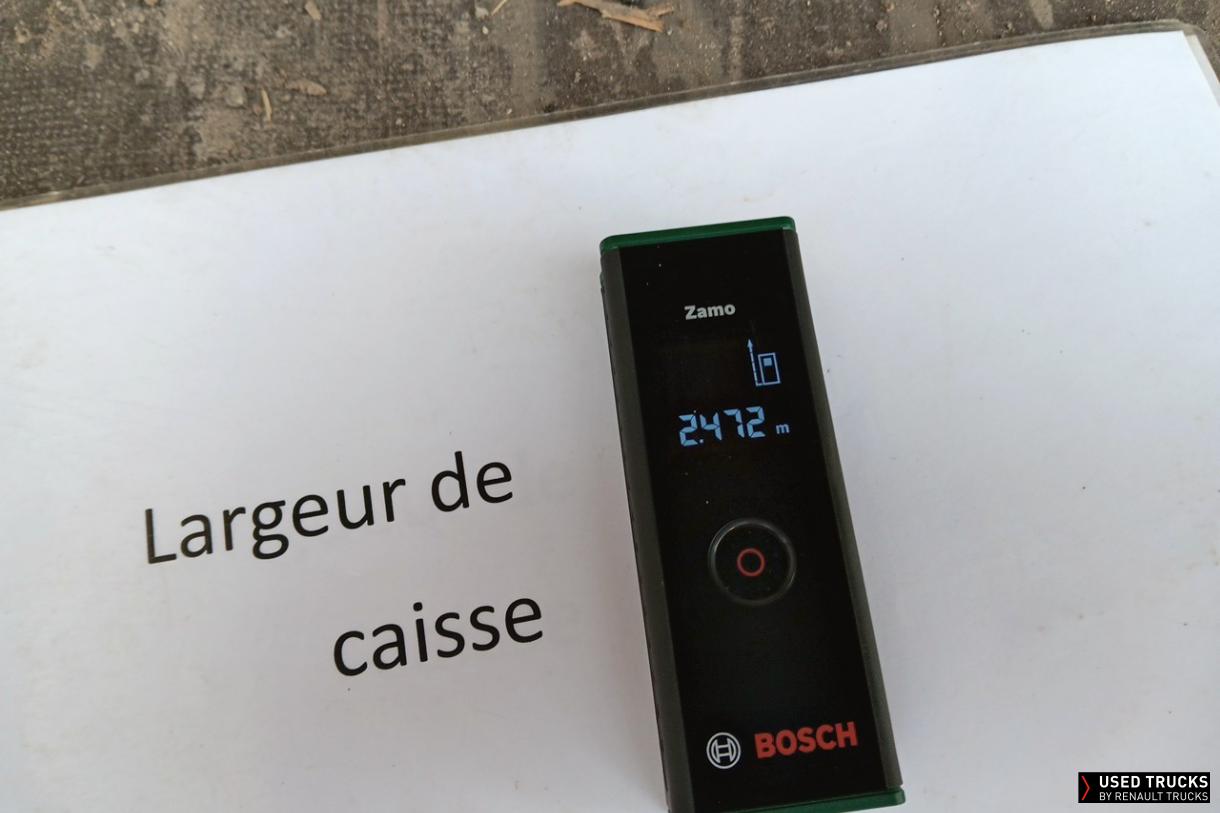 Zamo
2.472 m
Largeur de
caisse
BOSCH
USED TRUCKS
BY RENAULT TRUCKS